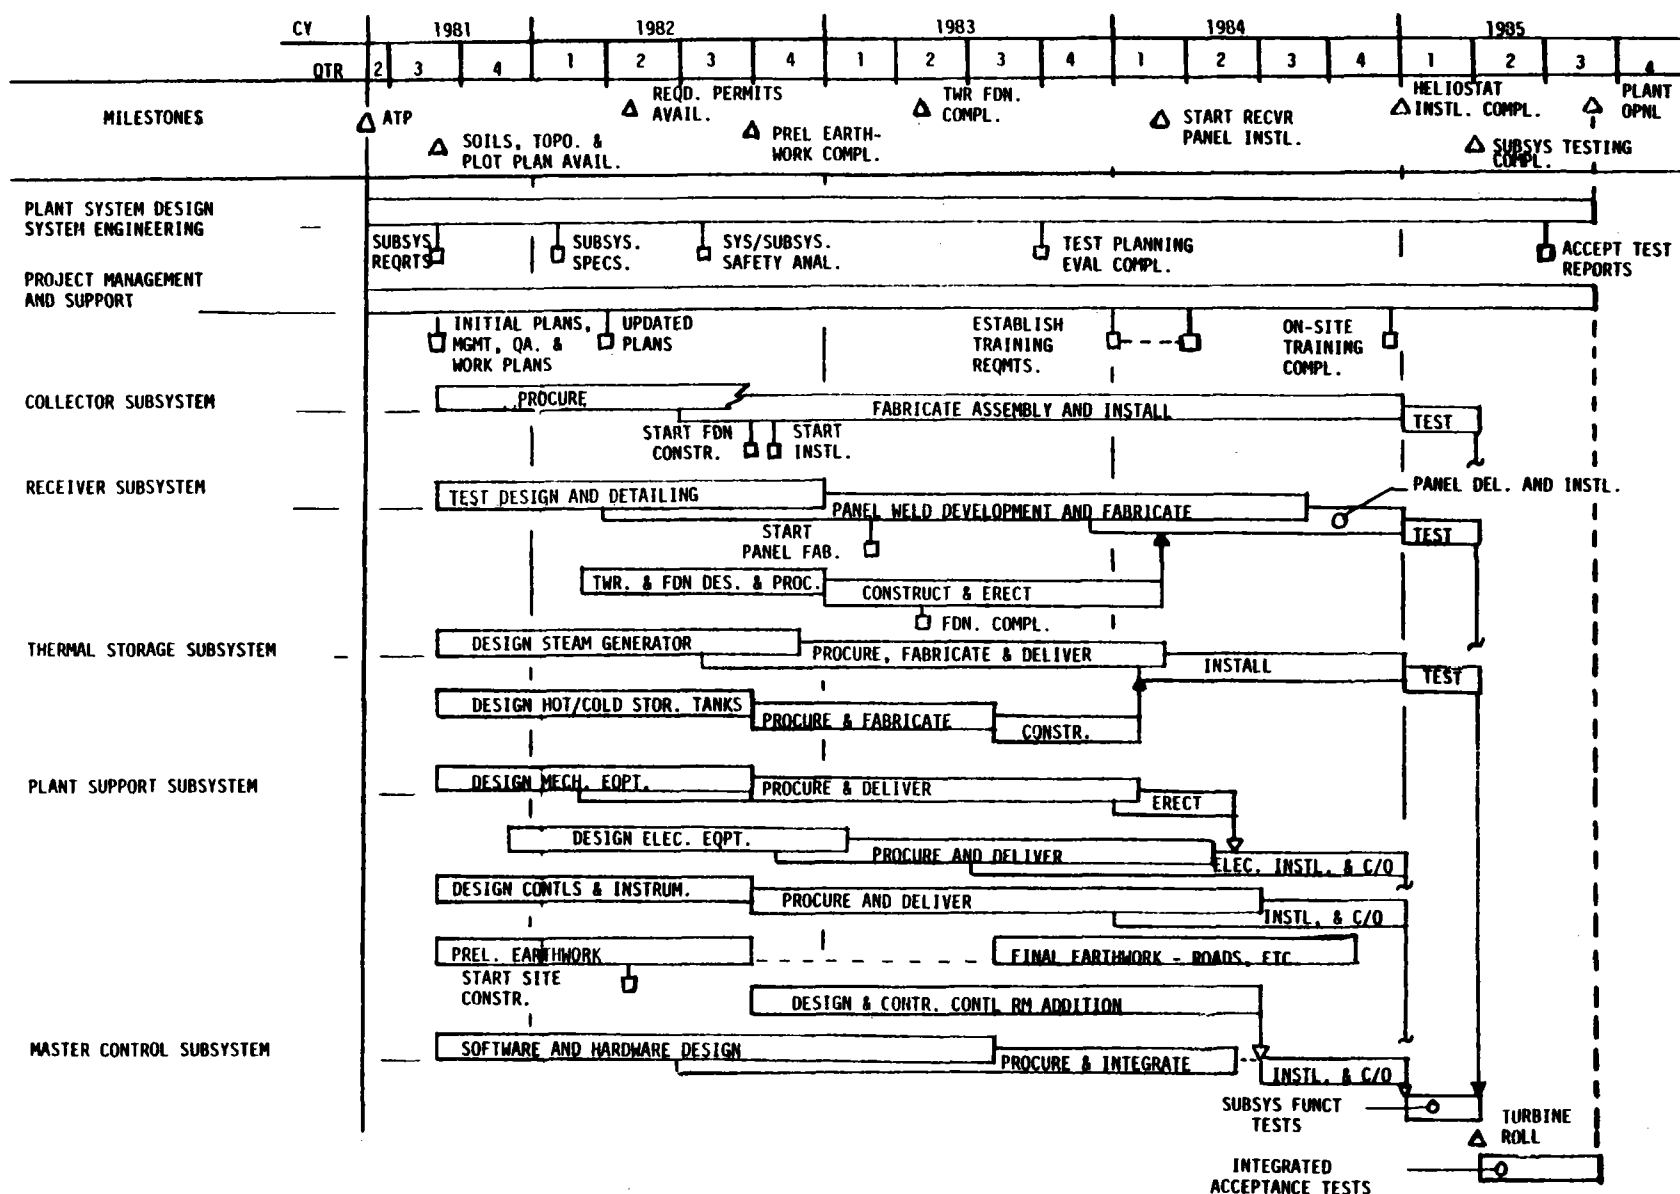 CY 1981 1982 1983 1984 1985
QTR 2 3 4 1 2 3 4 1 2 3 4 1 2 3 4 1 2 3 4
MILESTONES
ATP
SOILS, TOPO. &
PLOT PLAN AVAIL.
REQD. PERMITS
AVAIL.
PREL EARTH-
WORK COMPL.
TWR FDN.
COMPL.
START RECVR
PANEL INSTL.
HELIOSTAT
INSTL. COMPL.
SUBSYS TESTING
COMPL.
PLANT
OPNL
PLANT SYSTEM DESIGN
SYSTEM ENGINEERING
SUBSYS
REQRTS
SUBSYS.
SPECS.
SYS/SUBSYS.
SAFETY ANAL.
TEST PLANNING
EVAL COMPL.
ACCEPT TEST
REPORTS
PROJECT MANAGEMENT
AND SUPPORT
INITIAL PLANS,
MGMT, QA. &
WORK PLANS
UPDATED
PLANS
ESTABLISH
TRAINING
REQMTS.
ON-SITE
TRAINING
COMPL.
COLLECTOR SUBSYSTEM
PROCURE
FABRICATE ASSEMBLY AND INSTALL
TEST
START FDN
CONSTR.
START
INSTL.
RECEIVER SUBSYSTEM
TEST DESIGN AND DETAILING
PANEL WELD DEVELOPMENT AND FABRICATE
PANEL DEL. AND INSTL.
TEST
START
PANEL FAB.
TWR. & FDN DES. & PROC.
CONSTRUCT & ERECT
FDN. COMPL.
THERMAL STORAGE SUBSYSTEM
DESIGN STEAM GENERATOR
PROCURE, FABRICATE & DELIVER
INSTALL
TEST
DESIGN HOT/COLD STOR. TANKS
PROCURE & FABRICATE
CONSTR.
PLANT SUPPORT SUBSYSTEM
DESIGN MECH. EQPT.
PROCURE & DELIVER
ERECT
DESIGN ELEC. EQPT.
PROCURE AND DELIVER
ELEC. INSTL. & C/O
DESIGN CONTLS & INSTRUM.
PROCURE AND DELIVER
INSTL. & C/O
PREL. EARTHWORK
FINAL EARTHWORK - ROADS, ETC
START SITE
CONSTR.
DESIGN & CONTR. CONTL RM ADDITION
MASTER CONTROL SUBSYSTEM
SOFTWARE AND HARDWARE DESIGN
PROCURE & INTEGRATE
INSTL. & C/O
SUBSYS FUNCT
TESTS
TURBINE
ROLL
INTEGRATED
ACCEPTANCE TESTS